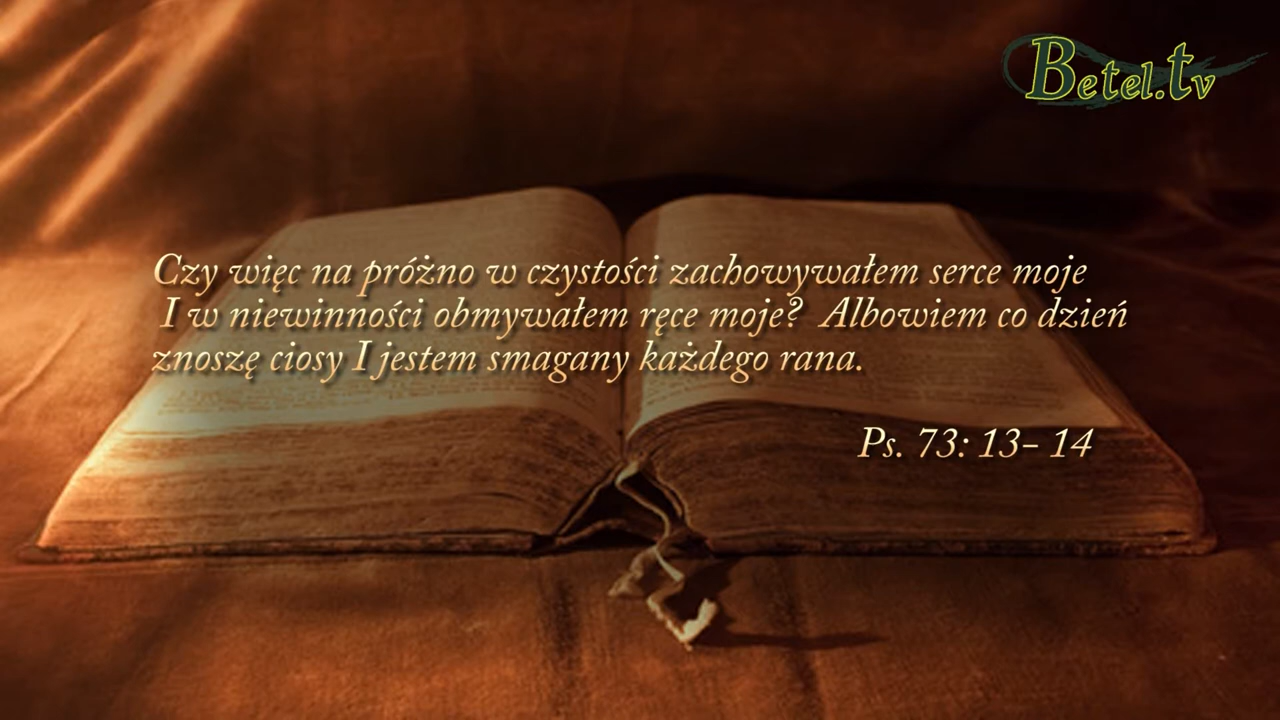 Betel.tv
Czy więc na próżno w czystości zachowywałem serce moje
I w niewinności obmywałem ręce moje? Albowiem co dzień
znoszę ciosy I jestem smagany każdego rana.
Ps. 73: 13- 14